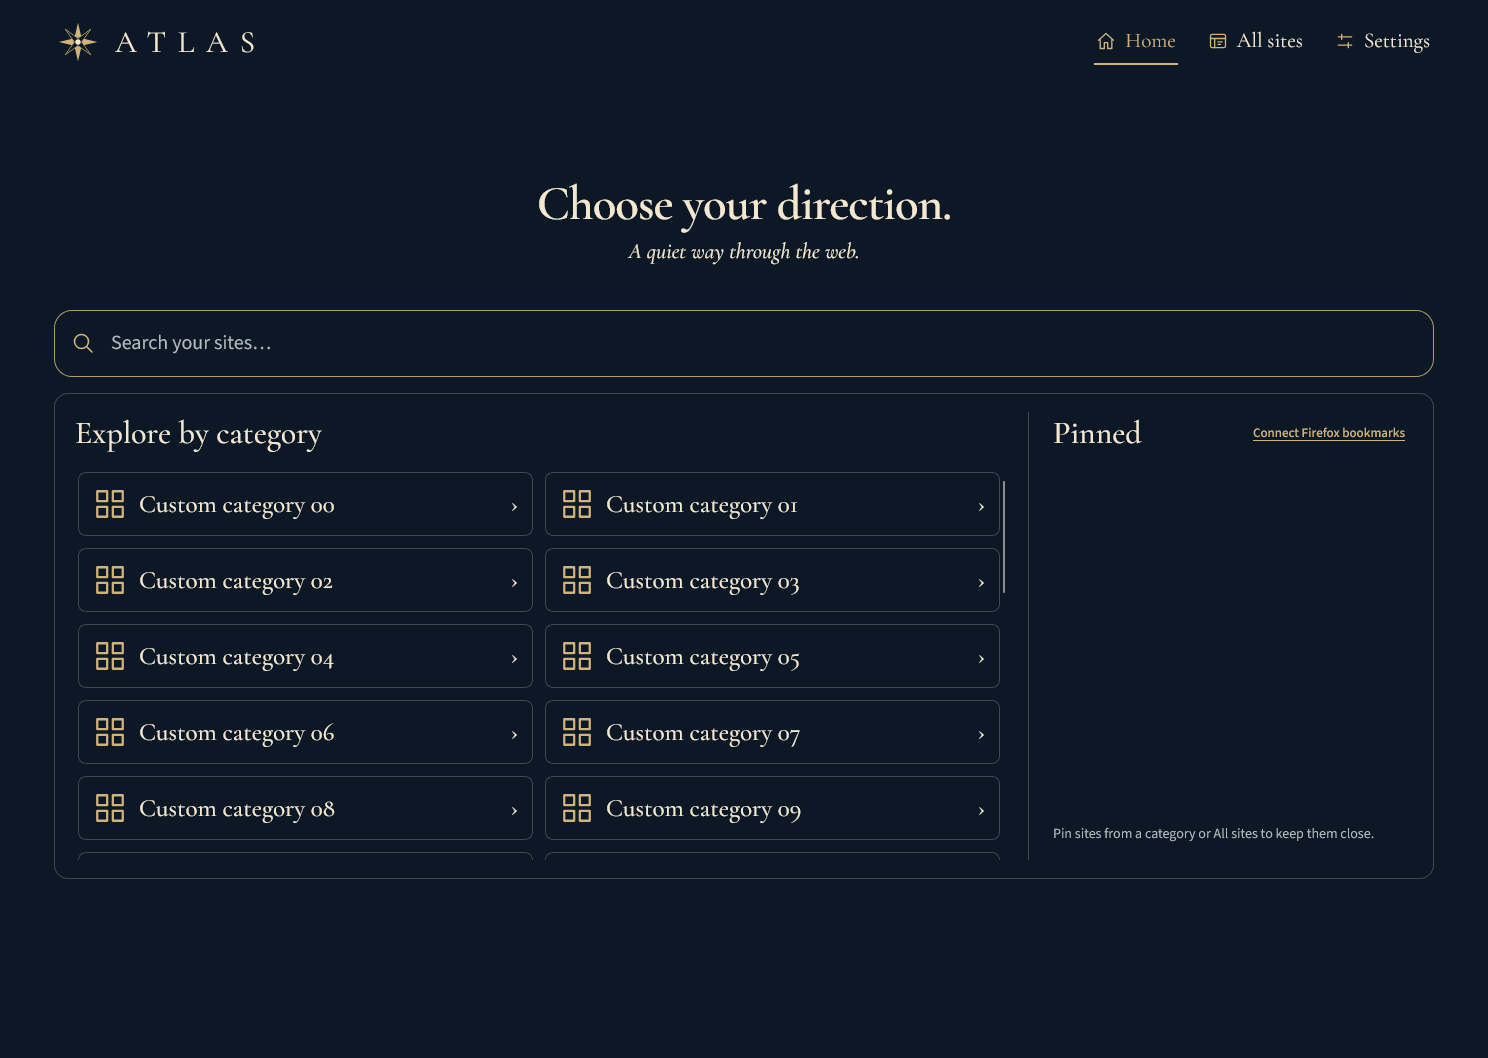 ATLAS
Home
All sites
Settings
Choose your direction.
A quiet way through the web.
Search your sites...
Explore by category
Pinned
Connect Firefox bookmarks
Custom category 00
Custom category 01
Custom category 02
Custom category 03
Custom category 04
Custom category 05
Custom category 06
Custom category 07
Custom category 08
Custom category 09
Pin sites from a category or All sites to keep them close.